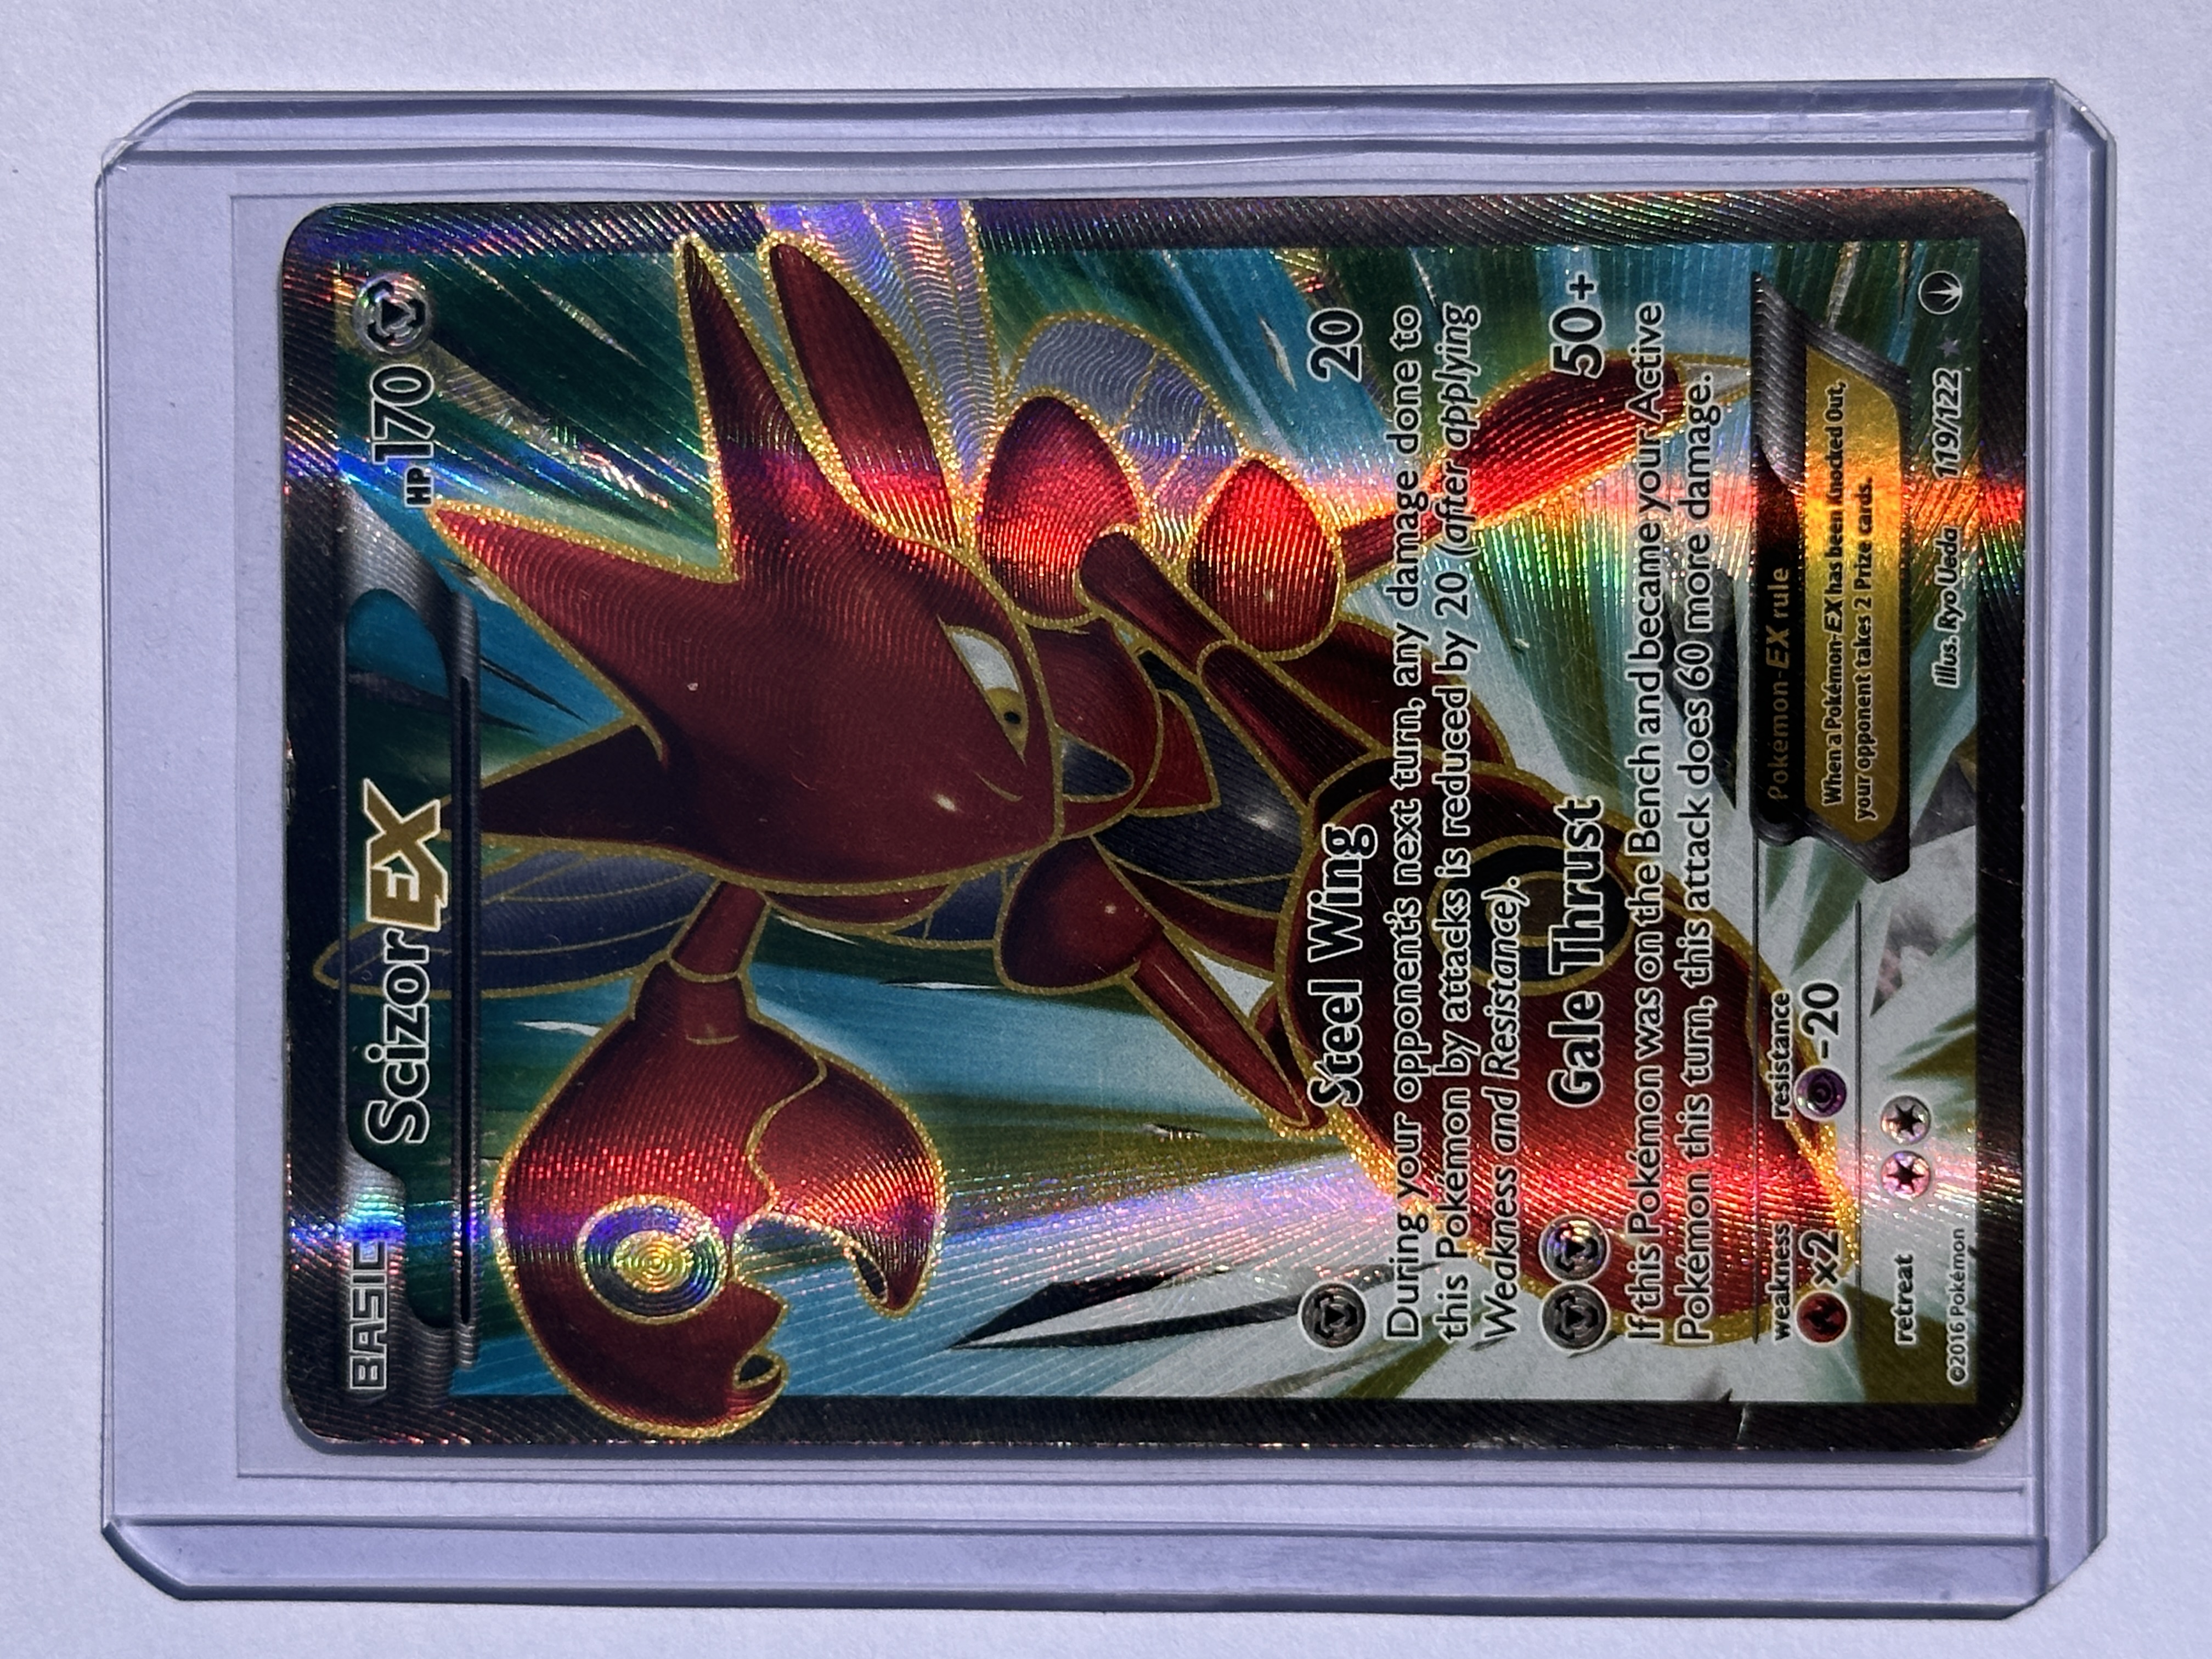 BASIC Scizor EX HP 170
Steel Wing 20
During your opponent's next turn, any damage done to
this Pokémon by attacks is reduced by 20 (after applying
Weakness and Resistance).
Gale Thrust 50+
If this Pokémon was on the Bench and became your Active
Pokémon this turn, this attack does 60 more damage.
weakness resistance
×2 -20
Pokémon-EX rule
When a Pokémon-EX has been Knocked Out,
your opponent takes 2 Prize cards.
retreat
©2016 Pokémon
Illus. Ryo Ueda 119/122 ★